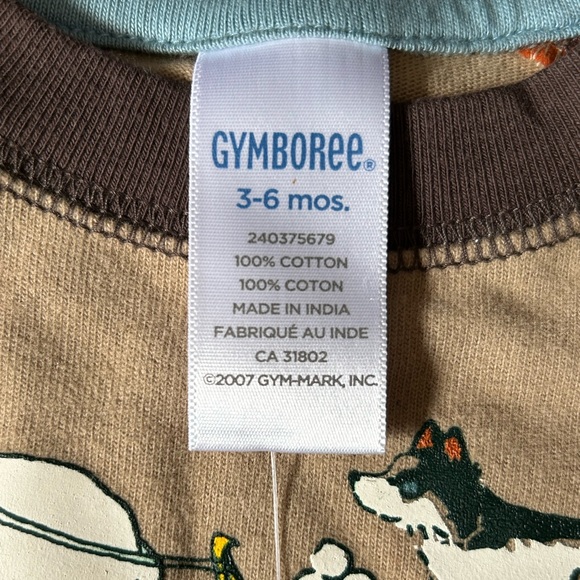 GYMBOREE®
3-6 mos.
240375679
100% COTTON
100% COTON
MADE IN INDIA
FABRIQUÉ AU INDE
CA 31802
©2007 GYM-MARK, INC.